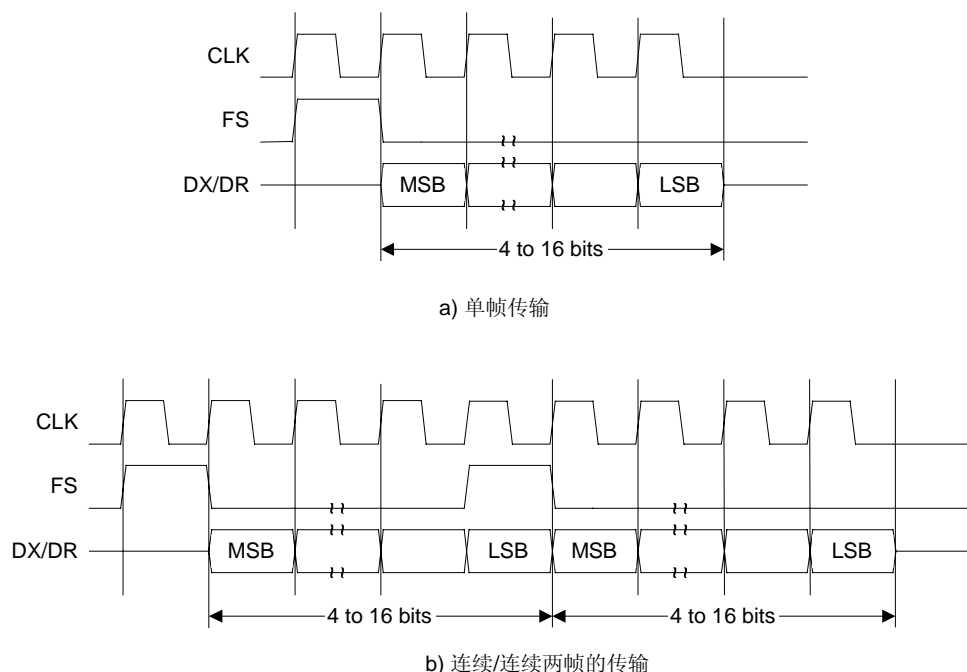 CLK
FS
DX/DR
MSB
LSB
4 to 16 bits
a) 单帧传输
CLK
FS
DX/DR
MSB
LSB
MSB
LSB
4 to 16 bits
4 to 16 bits
b) 连续/连续两帧的传输